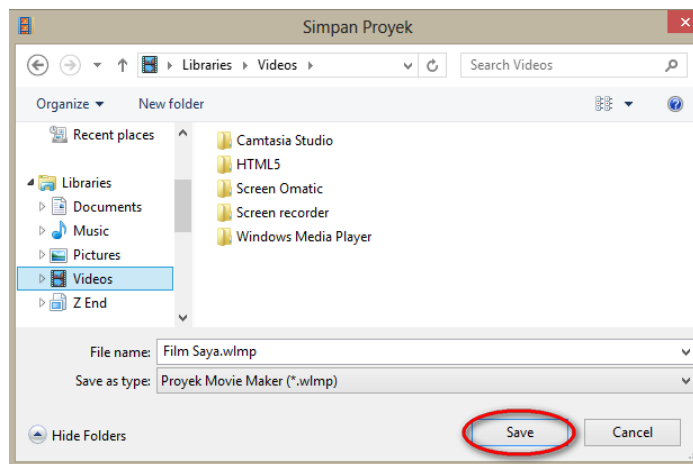 Simpan Proyek
Libraries Videos
Search Videos
Organize
New folder
Recent places
Libraries
Documents
Music
Pictures
Videos
Z End
Camtasia Studio
HTML5
Screen Omatic
Screen recorder
Windows Media Player
File name: Film Saya.wlmp
Save as type: Proyek Movie Maker (*.wlmp)
Hide Folders
Save
Cancel